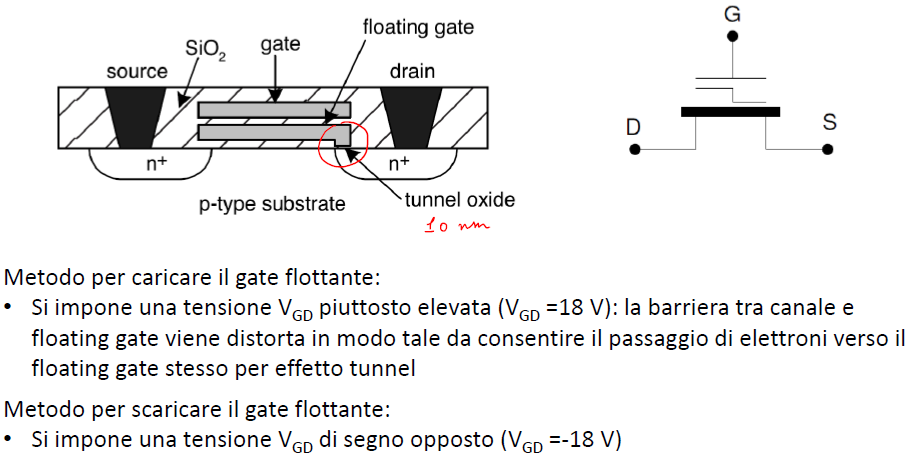 floating gate
SiO2
gate
source
drain
n+
n+
p-type substrate
tunnel oxide
10 nm
G
D
S
Metodo per caricare il gate flottante:
• Si impone una tensione VGD piuttosto elevata (VGD =18 V): la barriera tra canale e
floating gate viene distorta in modo tale da consentire il passaggio di elettroni verso il
floating gate stesso per effetto tunnel
Metodo per scaricare il gate flottante:
• Si impone una tensione VGD di segno opposto (VGD =-18 V)